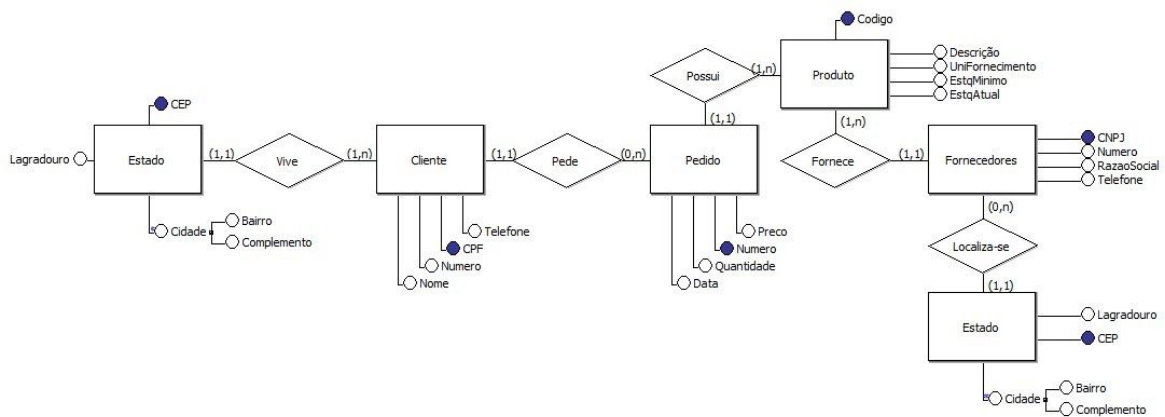 Codigo
Produto
Descrição
UniFornecimento
EstqMinimo
EstqAtual
Possui
(1,n)
(1,1)
(1,n)
CEP
Lagradouro
Estado
(1,1)
Vive
(1,n)
Cliente
(1,1)
Pede
(0,n)
Pedido
Fornece
(1,1)
Fornecedores
CNPJ
Numero
RazaoSocial
Telefone
Cidade
Bairro
Complemento
Telefone
CPF
Numero
Nome
Preco
Numero
Quantidade
Data
(0,n)
Localiza-se
(1,1)
Estado
Lagradouro
CEP
Cidade
Bairro
Complemento